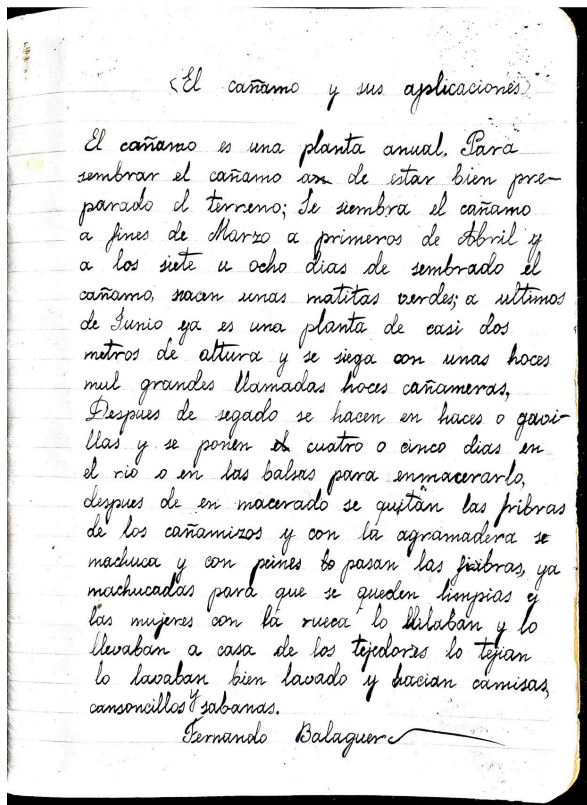 <El cañamo y sus aplicaciones>
El cañamo es una planta anual. Para
sembrar el cañamo an de estar bien pre-
parado el terreno; Se siembra el cañamo
a fines de Marzo a primeros de Abril y
a los siete u ocho dias de sembrado el
cañamo, nacen unas matitas verdes; a ultimos
de Junio ya es una planta de casi dos
metros de altura y se siega con unas hoces
mul grandes llamadas hoces cañameras,
Despues de segado se hacen en haces o gavi-
llas y se ponen cuatro o cinco dias en
el rio o en las balsas para enmacerarlo,
despues de en macerado se quitan las fribras
de los cañamizos y con la agramadera se
machuca y con peines to pasan las fribras, ya
machucadas para que se queden limpias y
las mujeres con la rueca lo hilaban y lo
llevaban a casa de los tejedores lo tejian
lo lavaban bien lavado y hacian camisas,
cansoncillos y sabanas.
Fernando Balaguer